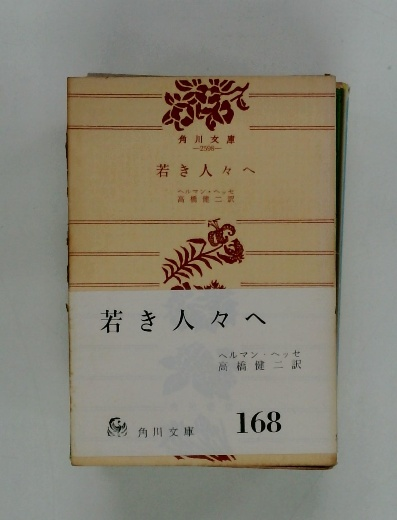 角川文庫
若き人々へ
ヘルマン・ヘッセ
高橋健二訳
若き人々へ
ヘルマン・ヘッセ
高橋健二訳
角川文庫 168